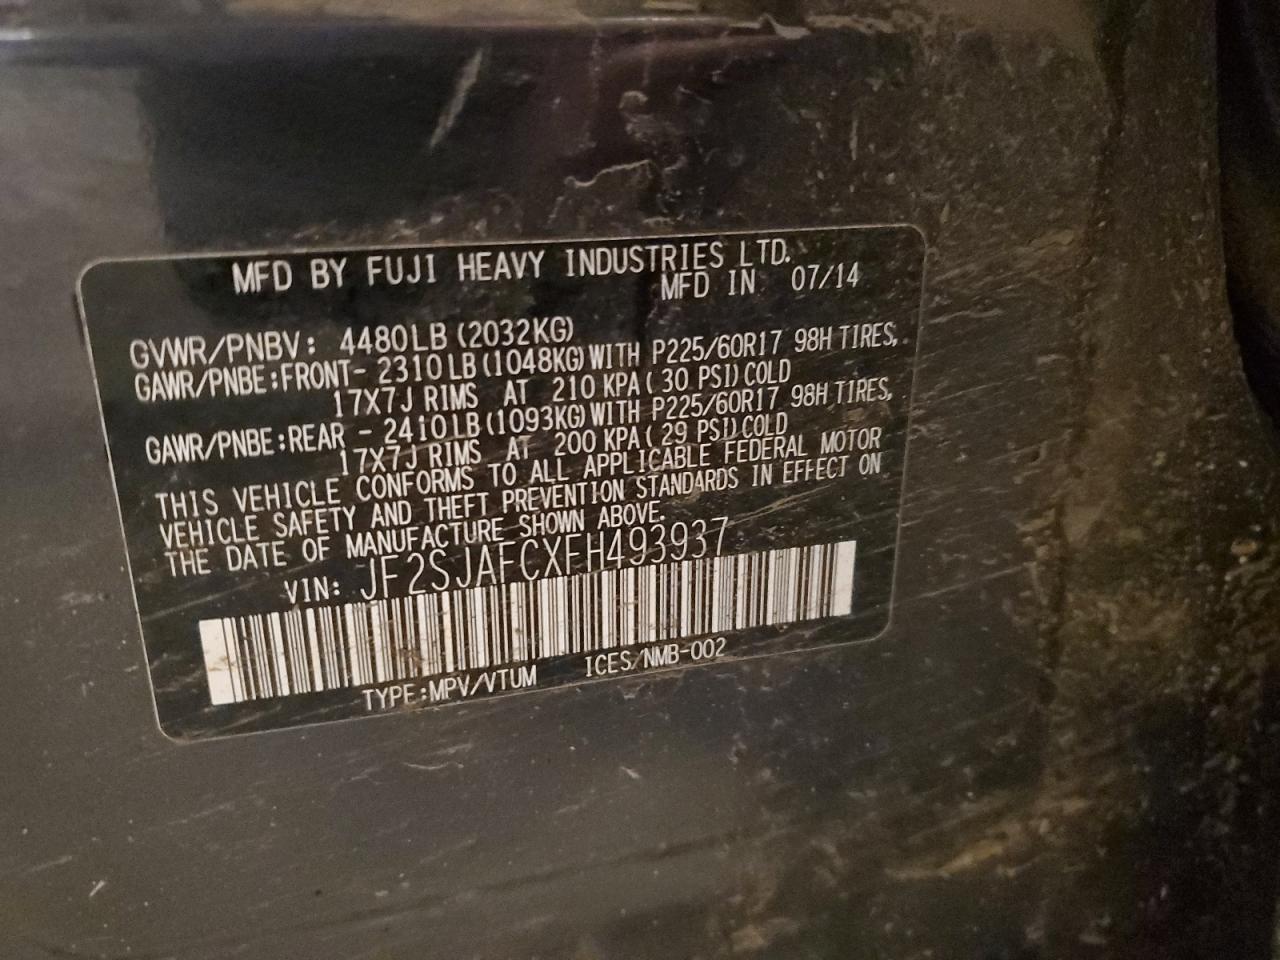 MFD BY FUJI HEAVY INDUSTRIES LTD.
MFD IN 07/14
GVWR/PNBV: 4480LB (2032KG)
GAWR/PNBE:FRONT- 2310LB (1048KG) WITH P225/60R17 98H TIRES,
17X7J RIMS AT 210 KPA (30 PSI) COLD
GAWR/PNBE:REAR - 2410LB (1093KG) WITH P225/60R17 98H TIRES,
17X7J RIMS AT 200 KPA (29 PSI) COLD
THIS VEHICLE CONFORMS TO ALL APPLICABLE FEDERAL MOTOR
VEHICLE SAFETY AND THEFT PREVENTION STANDARDS IN EFFECT ON
THE DATE OF MANUFACTURE SHOWN ABOVE.
VIN: JF2SJAFCXFH493937
TYPE:MPV/VTUM ICES/NMB-002